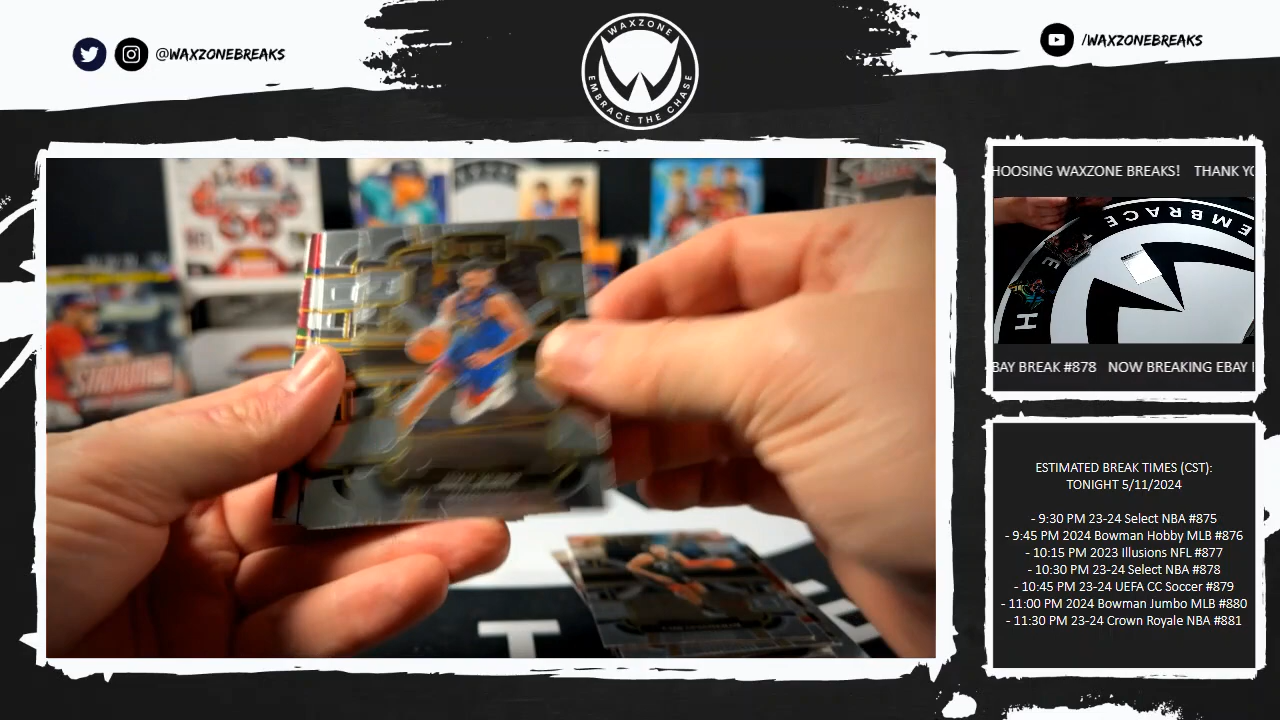 @WAXZONEBREAKS
WAXZONE
EMBRACE THE CHASE
/WAXZONEBREAKS
HOOSING WAXZONE BREAKS! THANK YO
EMBRACE
E
H
BAY BREAK #878 NOW BREAKING EBAY
STADIUM
T
E
ESTIMATED BREAK TIMES (CST):
TONIGHT 5/11/2024
- 9:30 PM 23-24 Select NBA #875
- 9:45 PM 2024 Bowman Hobby MLB #876
- 10:15 PM 2023 Illusions NFL #877
- 10:30 PM 23-24 Select NBA #878
- 10:45 PM 23-24 UEFA CC Soccer #879
- 11:00 PM 2024 Bowman Jumbo MLB #880
- 11:30 PM 23-24 Crown Royale NBA #881